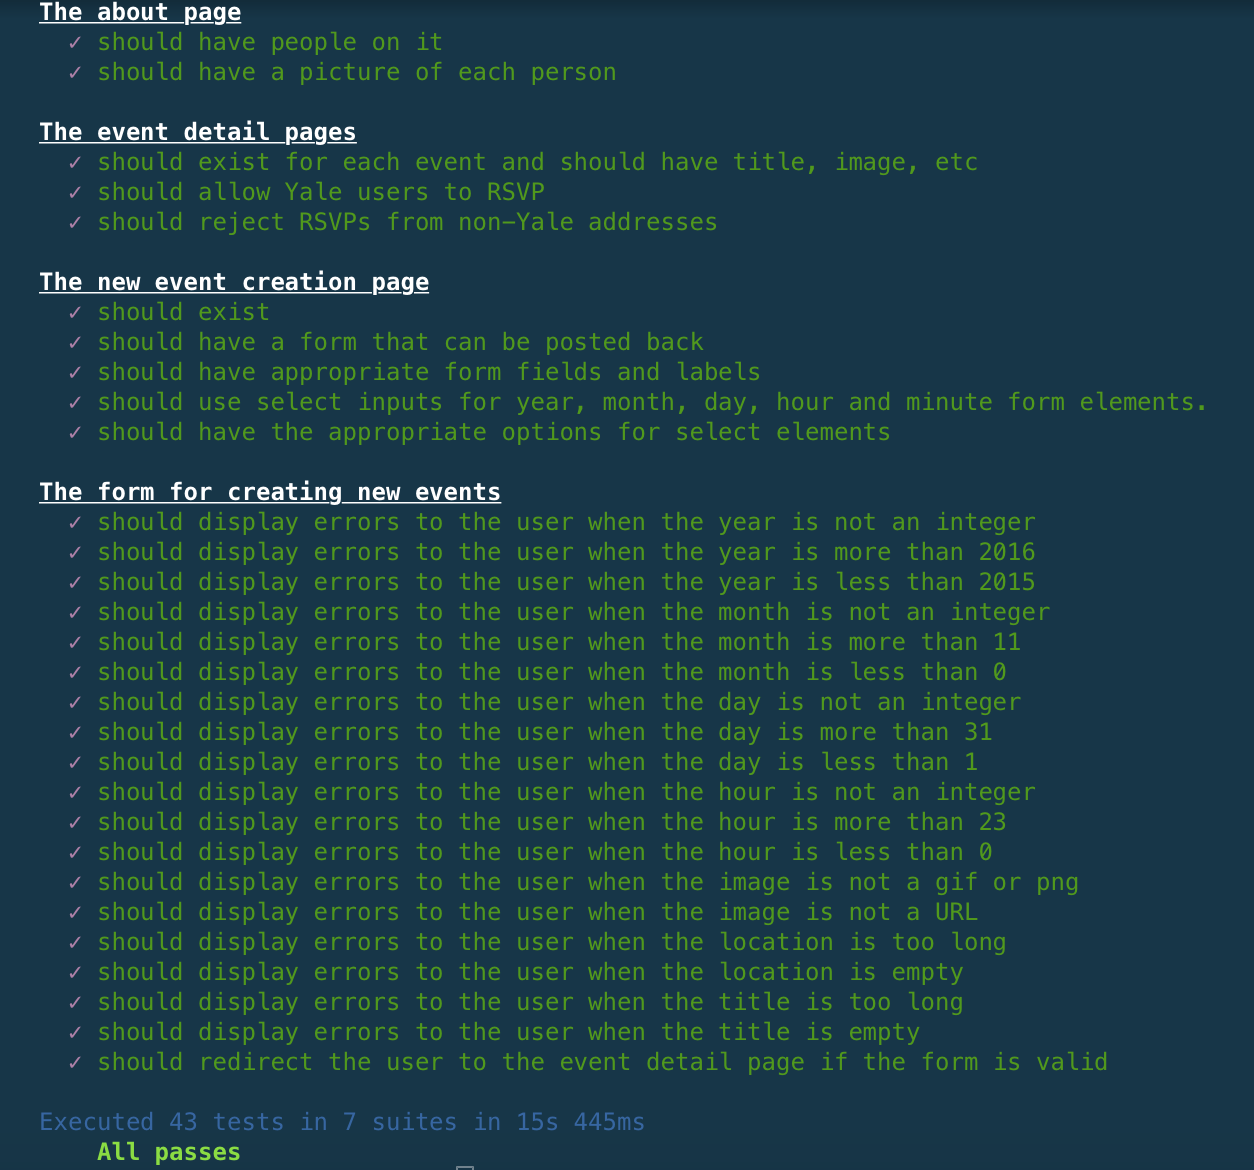 The about page
✓ should have people on it
✓ should have a picture of each person
The event detail pages
✓ should exist for each event and should have title, image, etc
✓ should allow Yale users to RSVP
✓ should reject RSVPs from non-Yale addresses
The new event creation page
✓ should exist
✓ should have a form that can be posted back
✓ should have appropriate form fields and labels
✓ should use select inputs for year, month, day, hour and minute form elements.
✓ should have the appropriate options for select elements
The form for creating new events
✓ should display errors to the user when the year is not an integer
✓ should display errors to the user when the year is more than 2016
✓ should display errors to the user when the year is less than 2015
✓ should display errors to the user when the month is not an integer
✓ should display errors to the user when the month is more than 11
✓ should display errors to the user when the month is less than 0
✓ should display errors to the user when the day is not an integer
✓ should display errors to the user when the day is more than 31
✓ should display errors to the user when the day is less than 1
✓ should display errors to the user when the hour is not an integer
✓ should display errors to the user when the hour is more than 23
✓ should display errors to the user when the hour is less than 0
✓ should display errors to the user when the image is not a gif or png
✓ should display errors to the user when the image is not a URL
✓ should display errors to the user when the location is too long
✓ should display errors to the user when the location is empty
✓ should display errors to the user when the title is too long
✓ should display errors to the user when the title is empty
✓ should redirect the user to the event detail page if the form is valid
Executed 43 tests in 7 suites in 15s 445ms
All passes